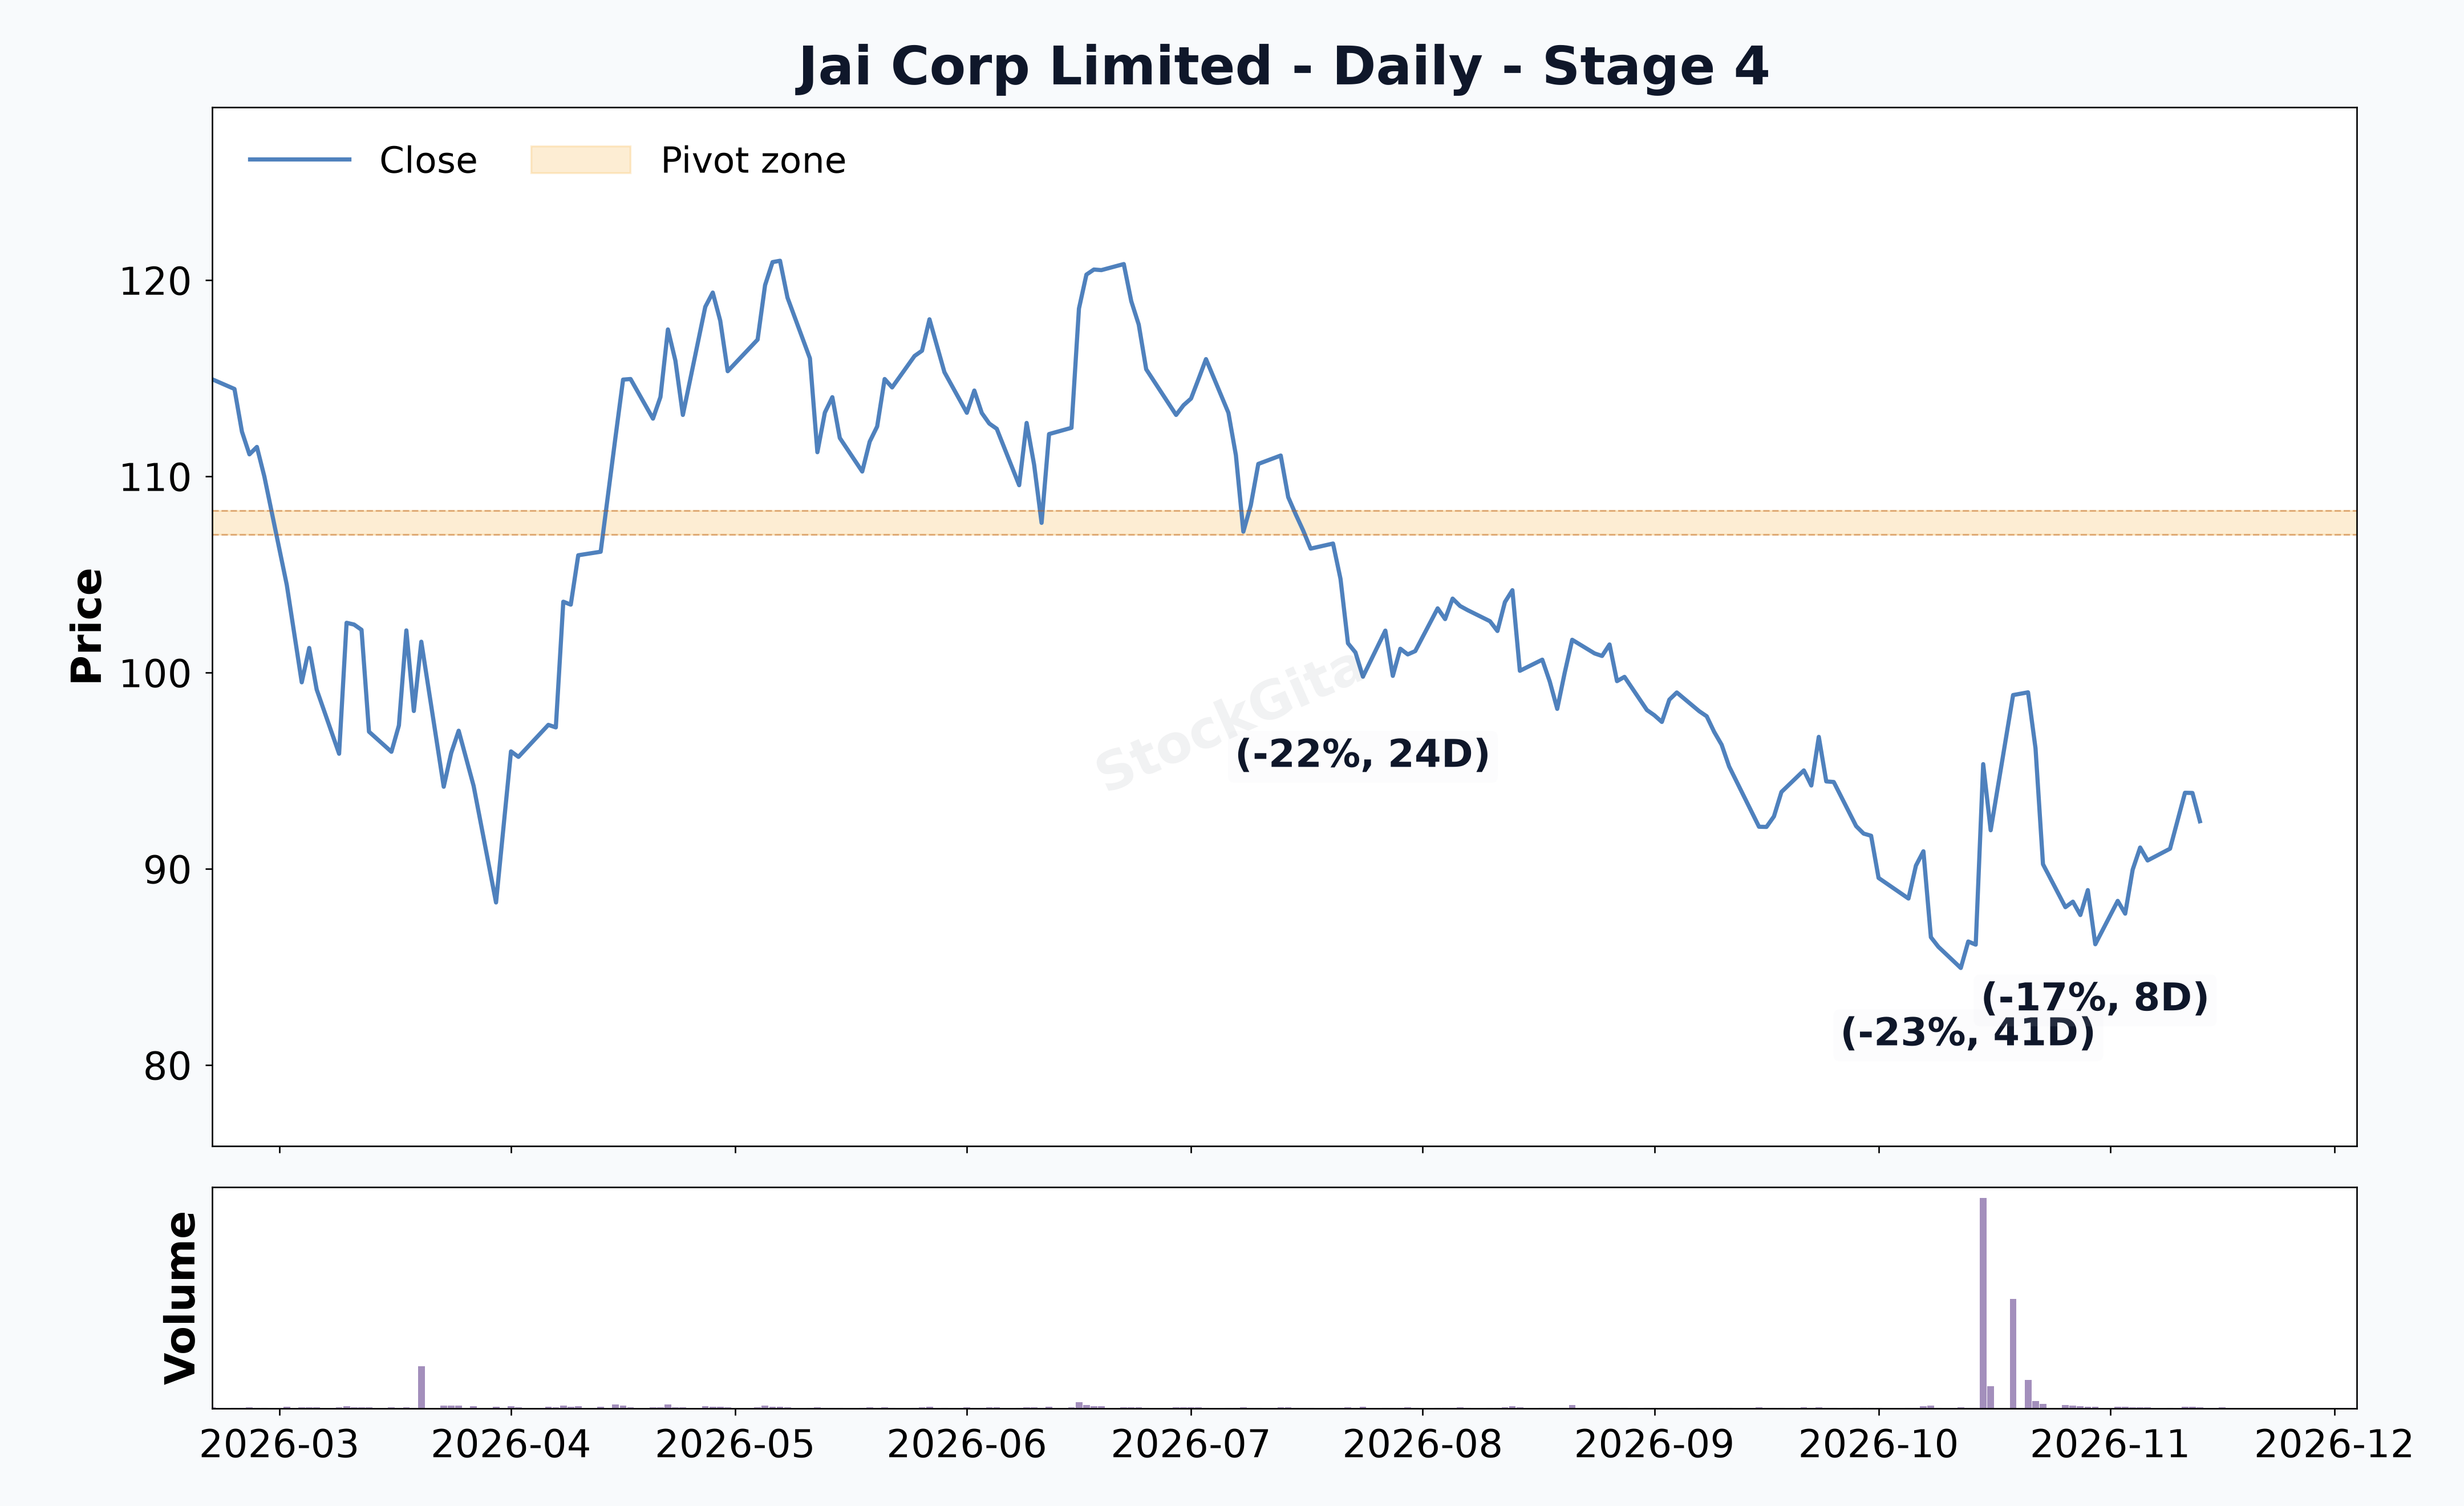 Jai Corp Limited - Daily - Stage 4
Close
Pivot zone
120
110
100
90
80
Price
StockGita
(-22%, 24D)
(-17%, 8D)
(-23%, 41D)
Volume
2026-03
2026-04
2026-05
2026-06
2026-07
2026-08
2026-09
2026-10
2026-11
2026-12